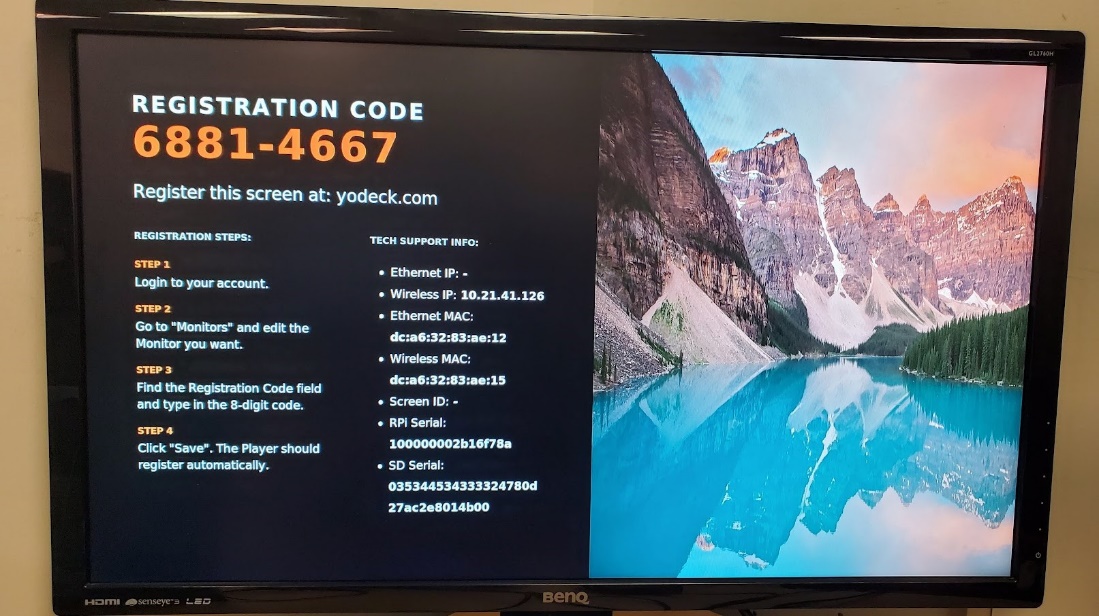 GL2760H
REGISTRATION CODE
6881-4667
Register this screen at: yodeck.com
REGISTRATION STEPS:
STEP 1
Login to your account.
STEP 2
Go to "Monitors" and edit the
Monitor you want.
STEP 3
Find the Registration Code field
and type in the 8-digit code.
STEP 4
Click "Save". The Player should
register automatically.
TECH SUPPORT INFO:
• Ethernet IP: -
• Wireless IP: 10.21.41.126
• Ethernet MAC:
dc:a6:32:83:ae:12
• Wireless MAC:
dc:a6:32:83:ae:15
• Screen ID: -
• RPi Serial:
100000002b16f78a
• SD Serial:
035344534333324780d
27ac2e8014b00
HDMI senseye 3 LED
BenQ